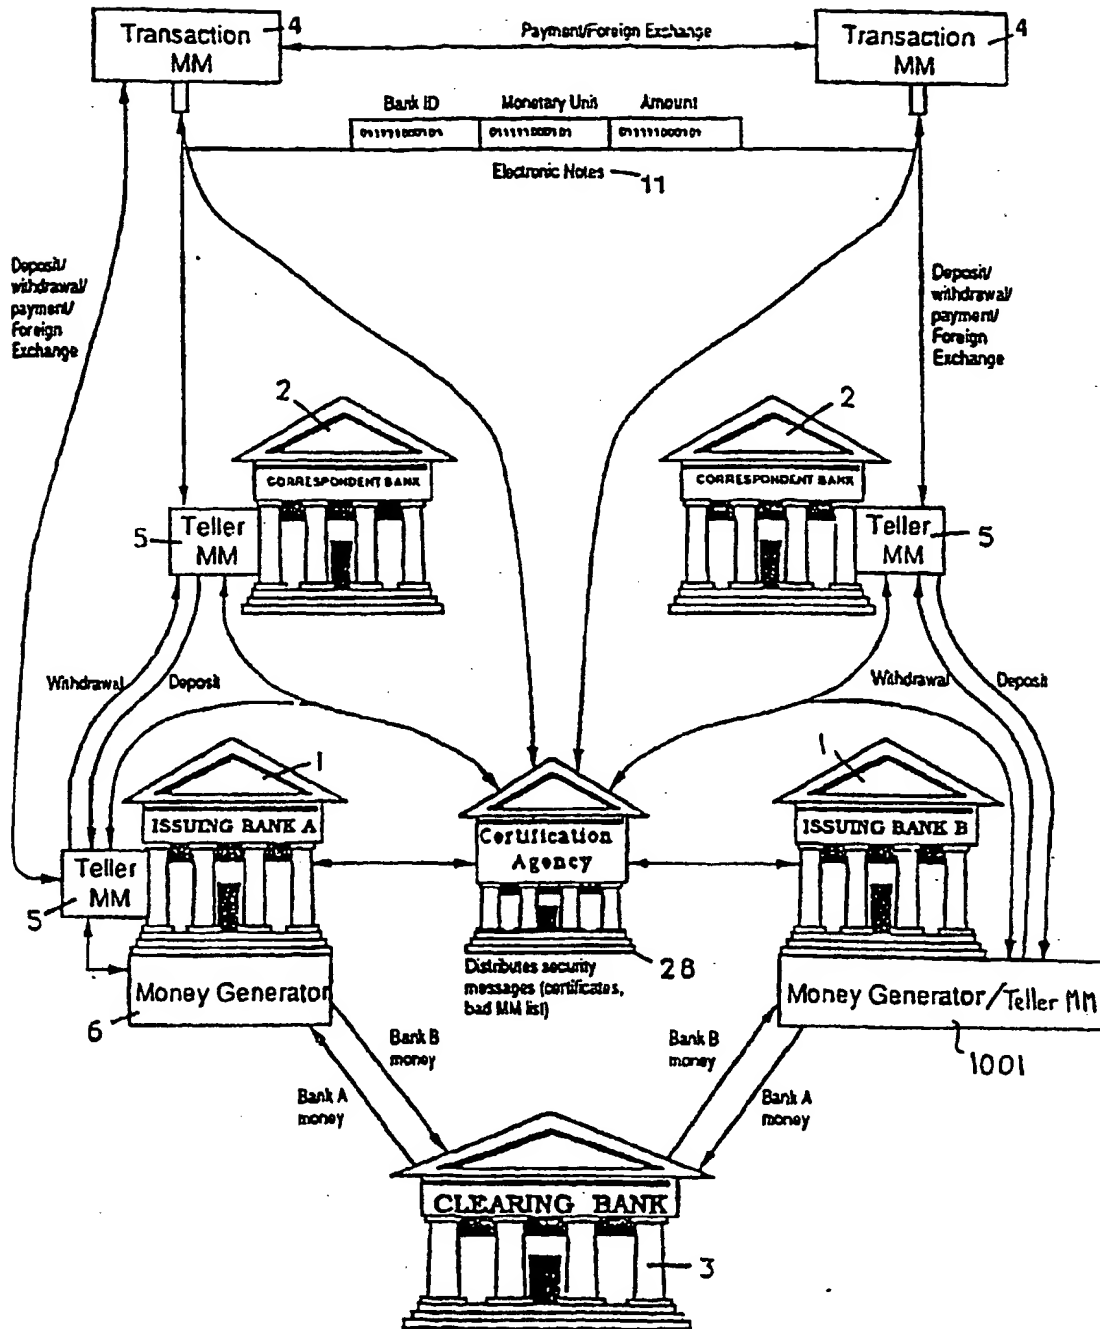 Transaction
MM
4
Payment/Foreign Exchange
Transaction
MM
4
Bank ID
Monetary Unit
Amount
Electronic Notes
11
Deposit/
withdrawal/
payment/
Foreign
Exchange
Deposit/
withdrawal/
payment/
Foreign
Exchange
2
CORRESPONDENT BANK
2
CORRESPONDENT BANK
5
Teller
MM
Teller
MM
5
Withdrawal
Deposit
Withdrawal
Deposit
1
ISSUING BANK A
Certification
Agency
1
ISSUING BANK B
Teller
MM
5
Distributes security
messages (certificates,
bad MM list)
28
Money Generator
6
Money Generator/Teller MM
1001
Bank B
money
Bank A
money
Bank B
money
Bank A
money
CLEARING BANK
3